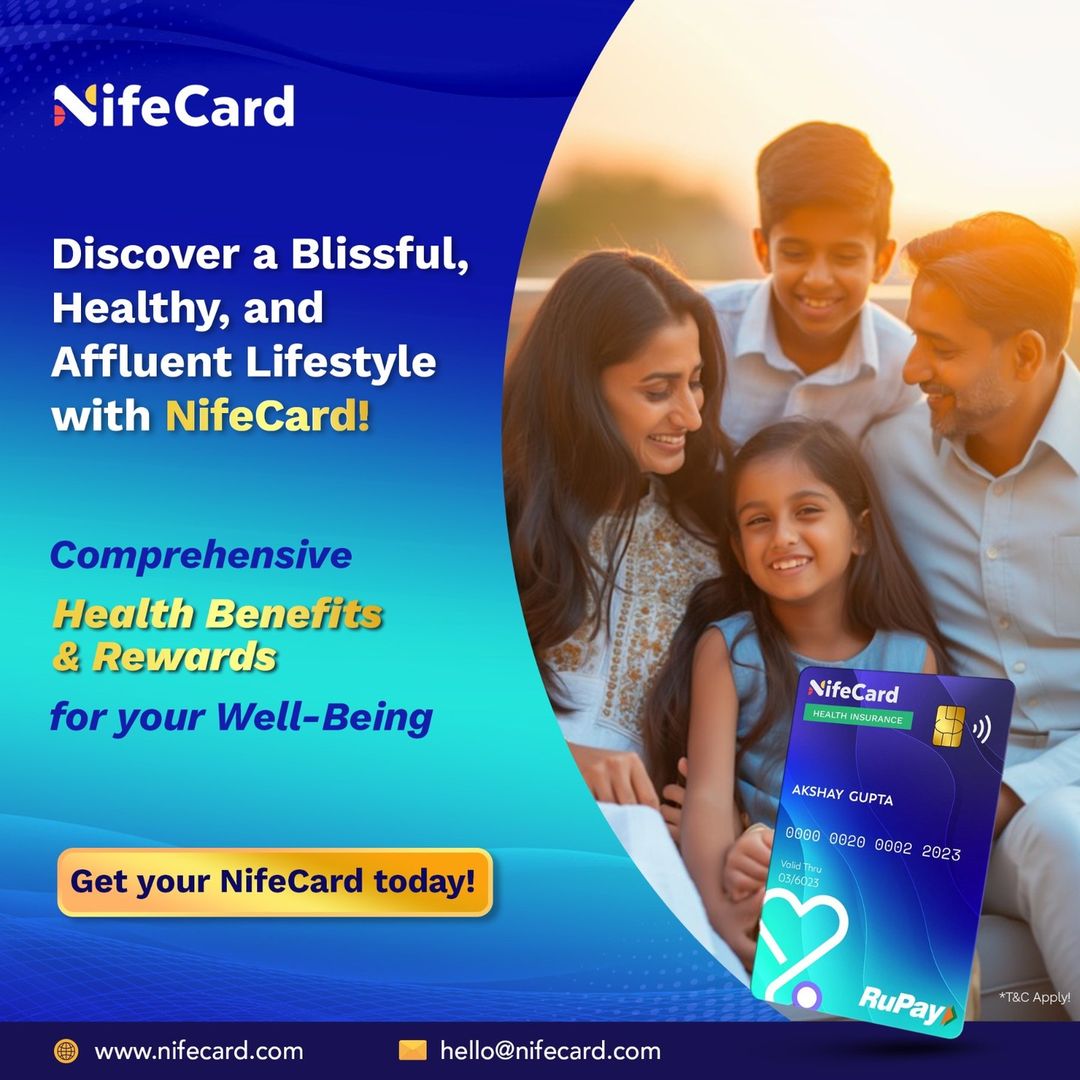 NifeCard
Discover a Blissful,
Healthy, and
Affluent Lifestyle
with NifeCard!
Comprehensive
Health Benefits
& Rewards
for your Well-Being
Get your NifeCard today!
NifeCard
HEALTH INSURANCE
AKSHAY GUPTA
0000 0020 0002 2023
Valid Thru
03/6023
RuPay
*T&C Apply!
www.nifecard.com
hello@nifecard.com